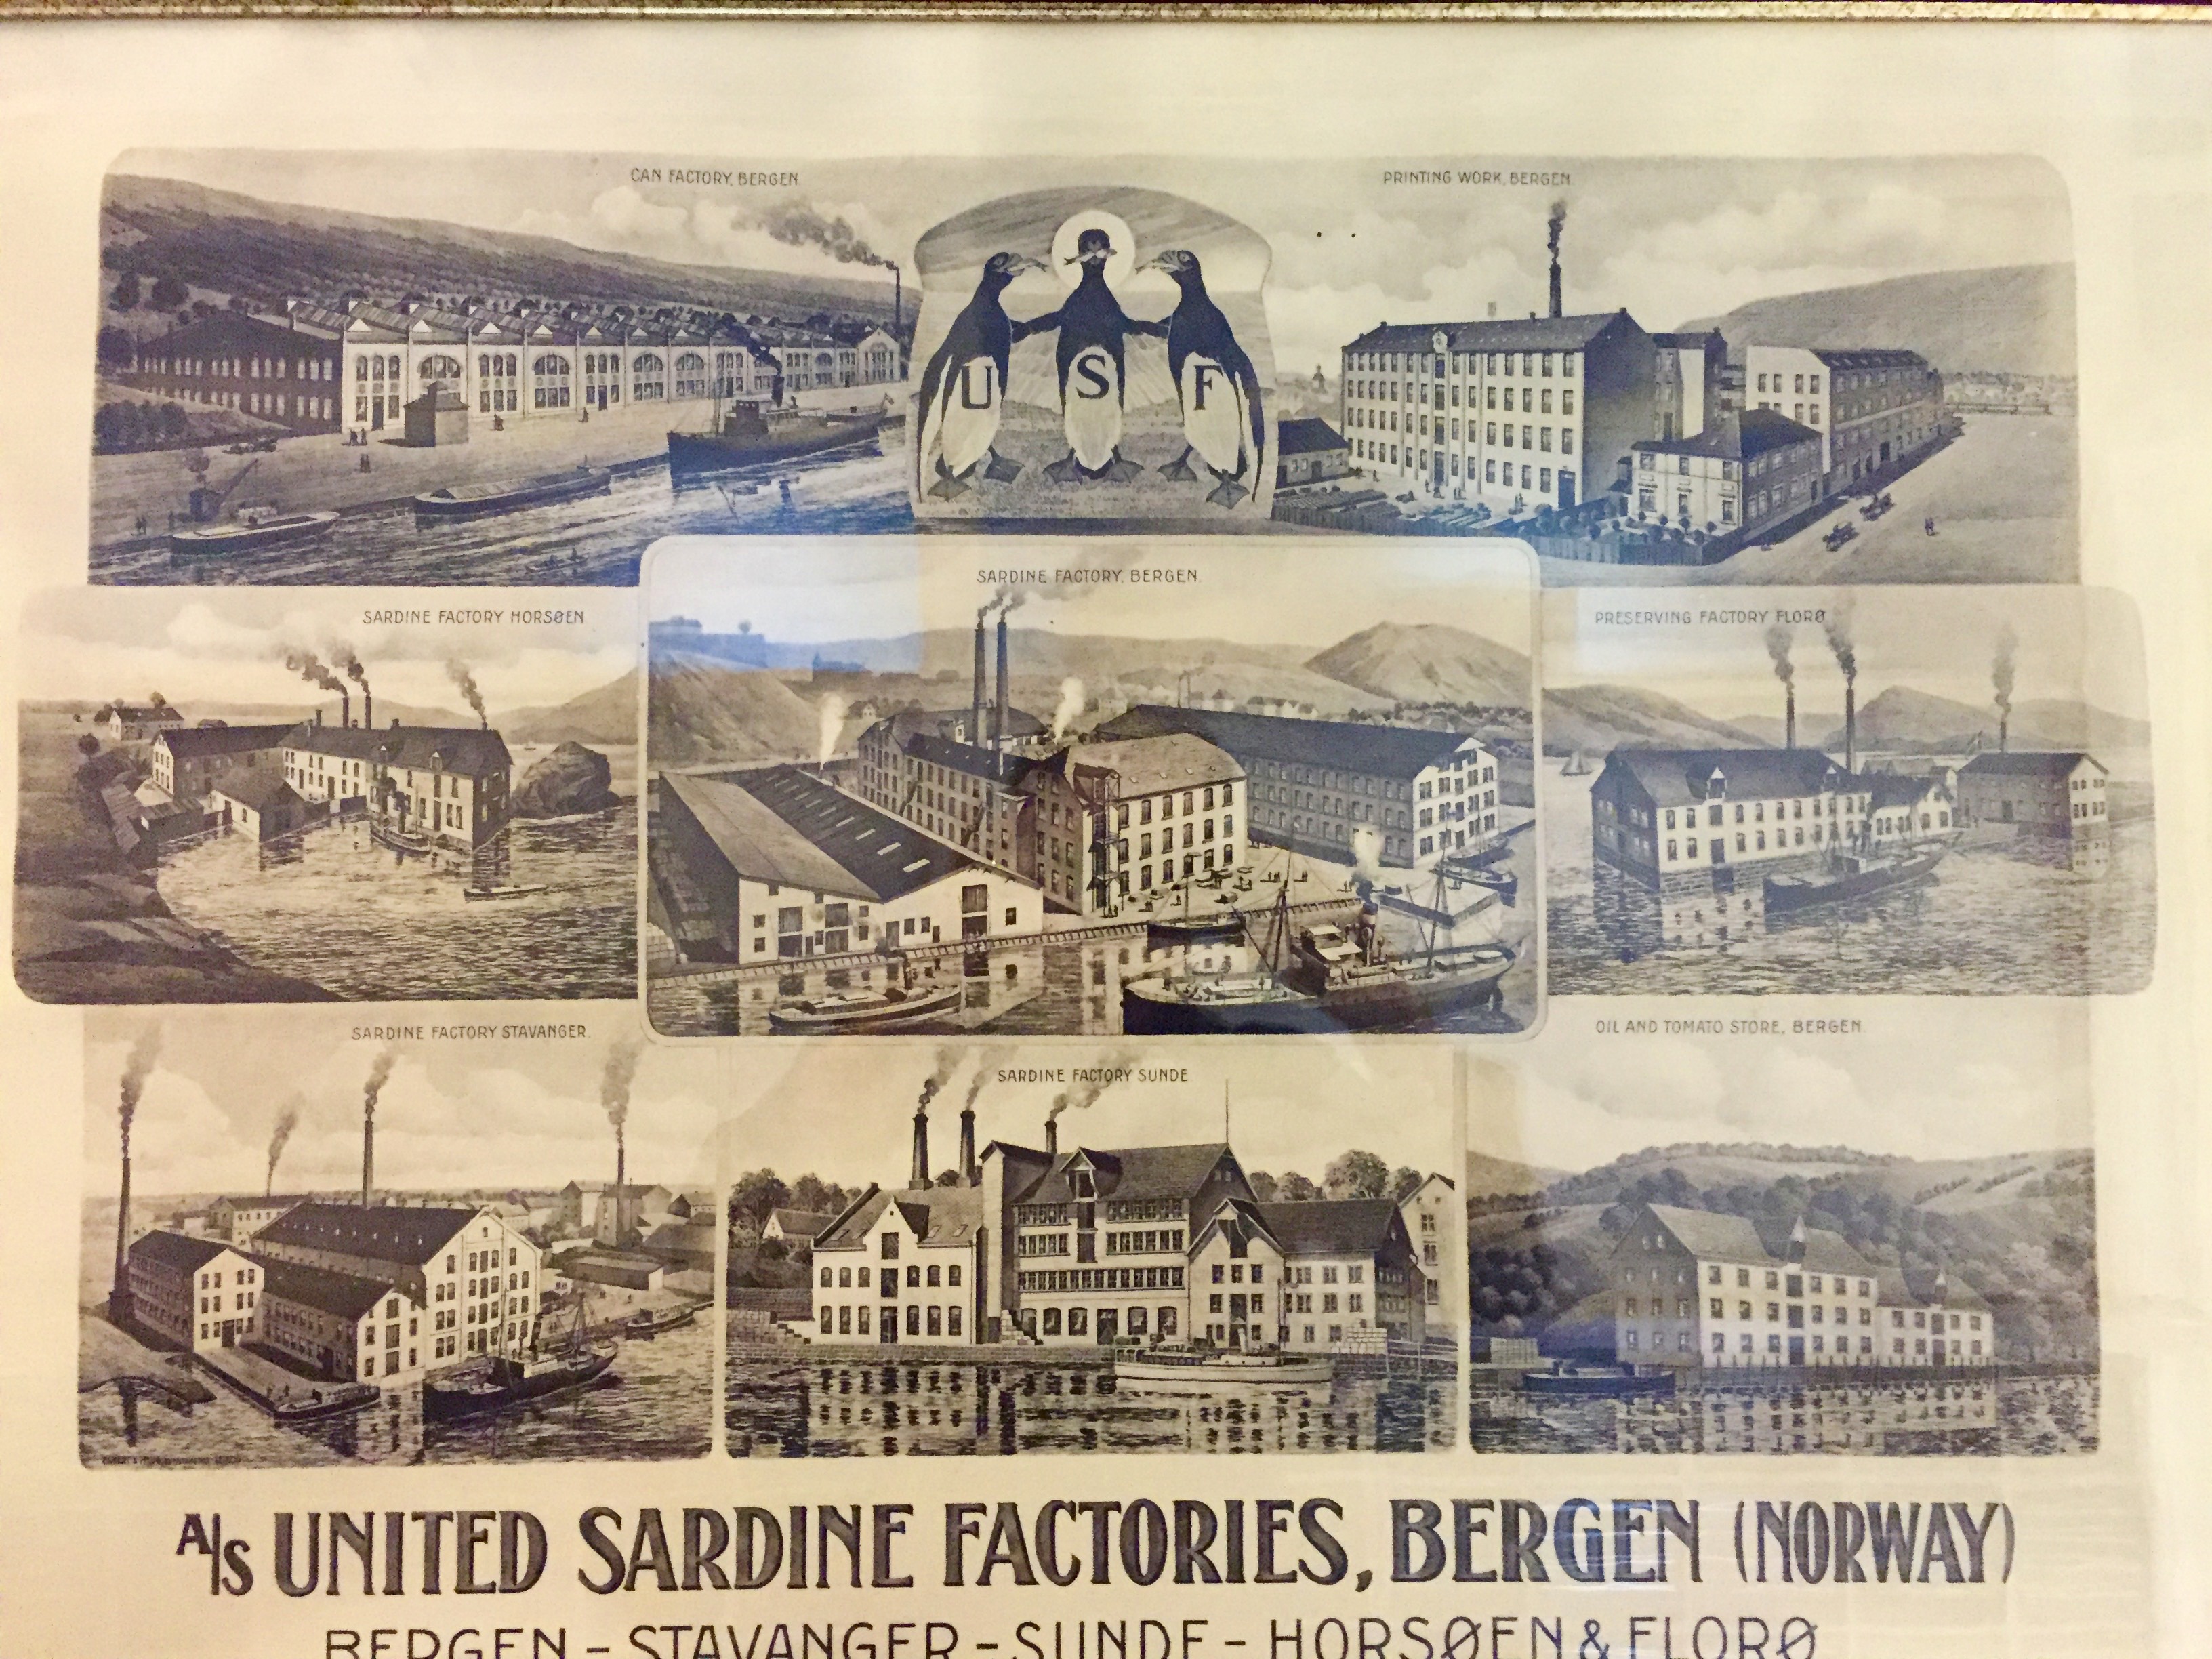 CAN FACTORY, BERGEN.
PRINTING WORK, BERGEN.
U S F
SARDINE FACTORY HORSØEN
SARDINE FACTORY, BERGEN.
PRESERVING FACTORY FLORØ
SARDINE FACTORY STAVANGER.
SARDINE FACTORY SUNDE
OIL AND TOMATO STORE, BERGEN.
A/S UNITED SARDINE FACTORIES, BERGEN (NORWAY)
BERGEN - STAVANGER - SUNDE - HORSØEN & FLORØ